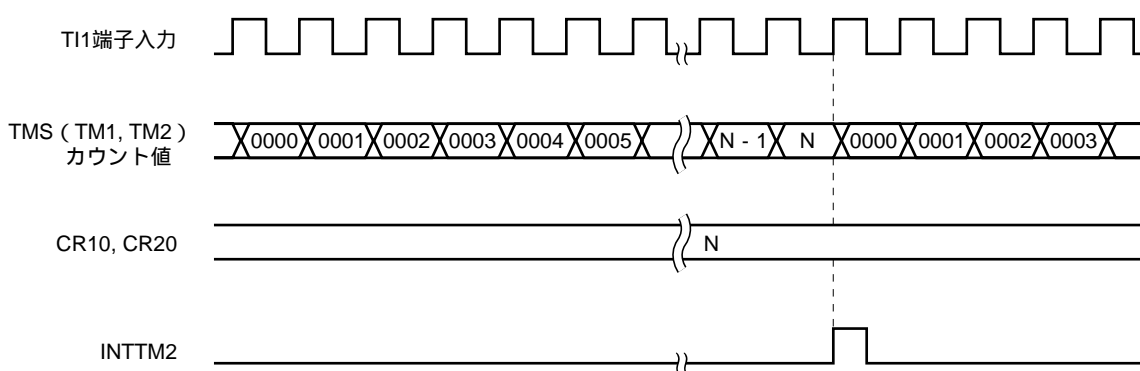 TI1端子入力
TMS（TM1, TM2）
カウント値
0000 0001 0002 0003 0004 0005 N - 1 N 0000 0001 0002 0003
CR10, CR20
N
INTTM2